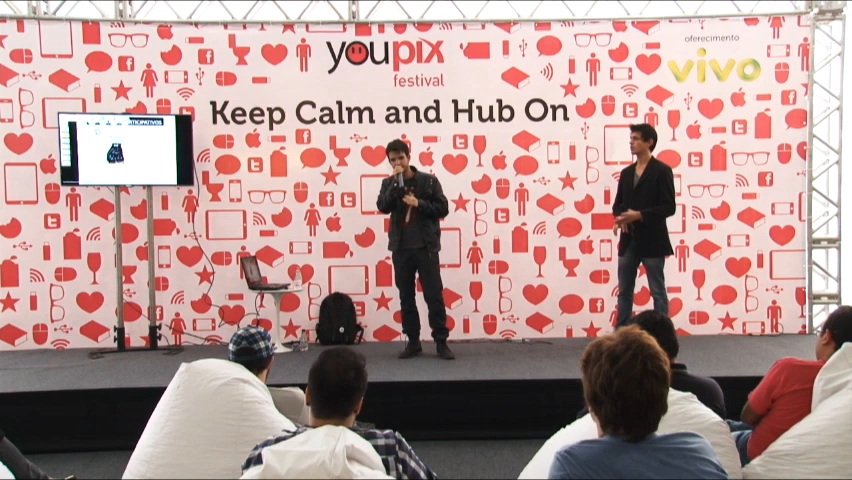 youpix
festival
oferecimento
vivo
Keep Calm and Hub On